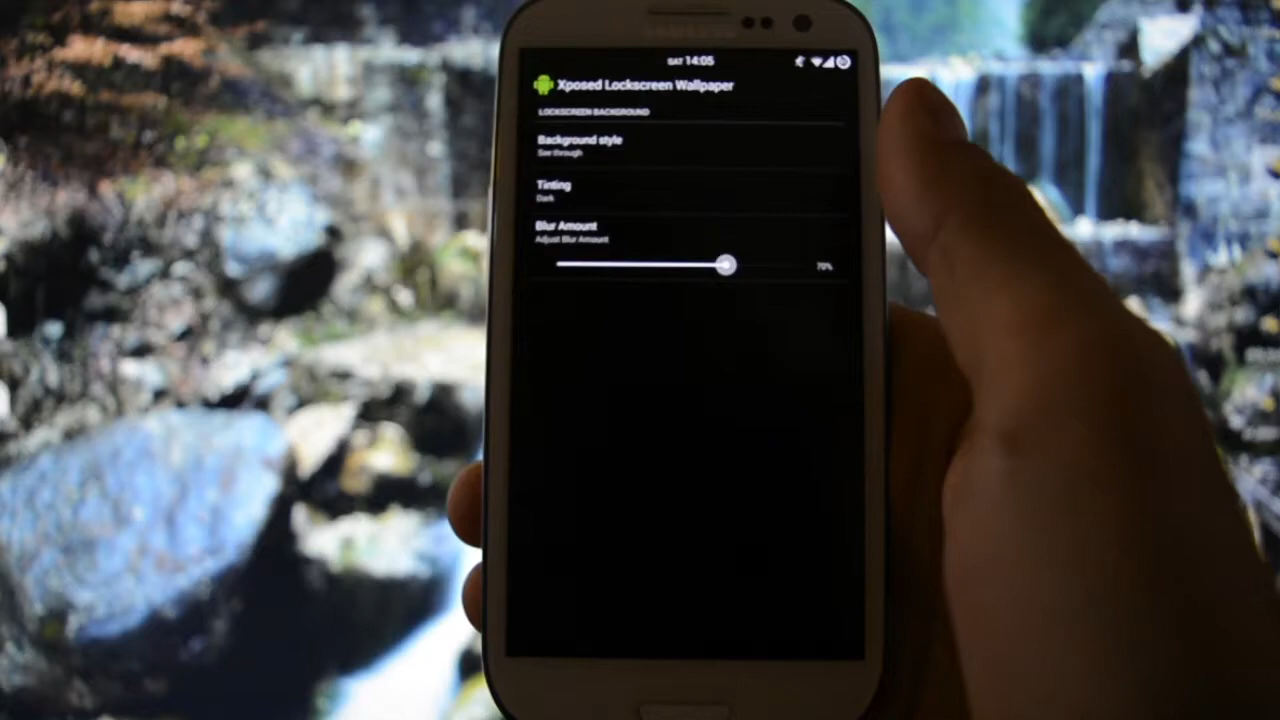 SAT 14:05
Xposed Lockscreen Wallpaper
LOCKSCREEN BACKGROUND
Background style
See through
Tinting
Dark
Blur Amount
Adjust Blur Amount
70%